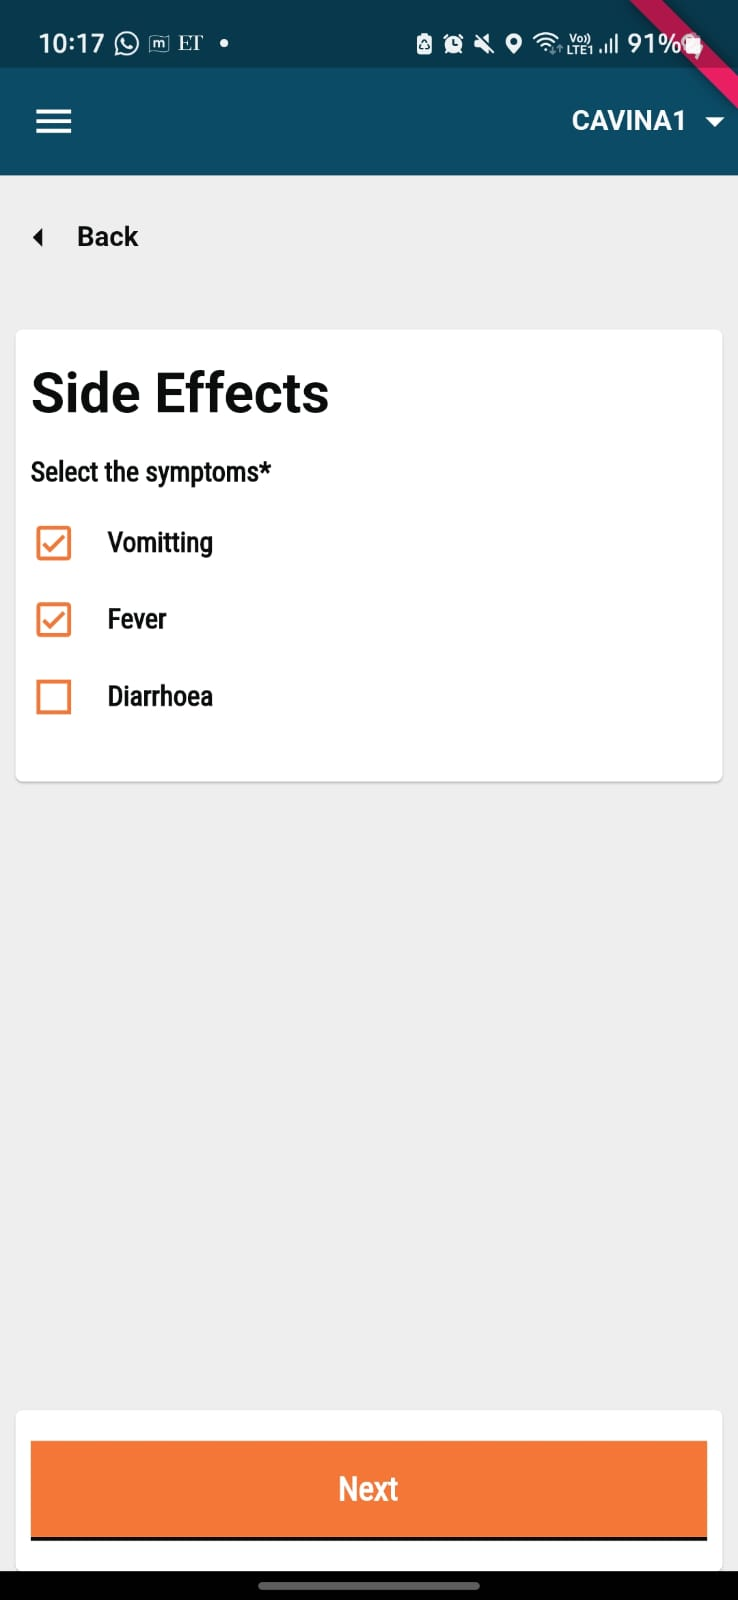 10:17 m ET
Vo)) LTE1 91%
CAVINA1
Back
Side Effects
Select the symptoms*
Vomitting
Fever
Diarrhoea
Next